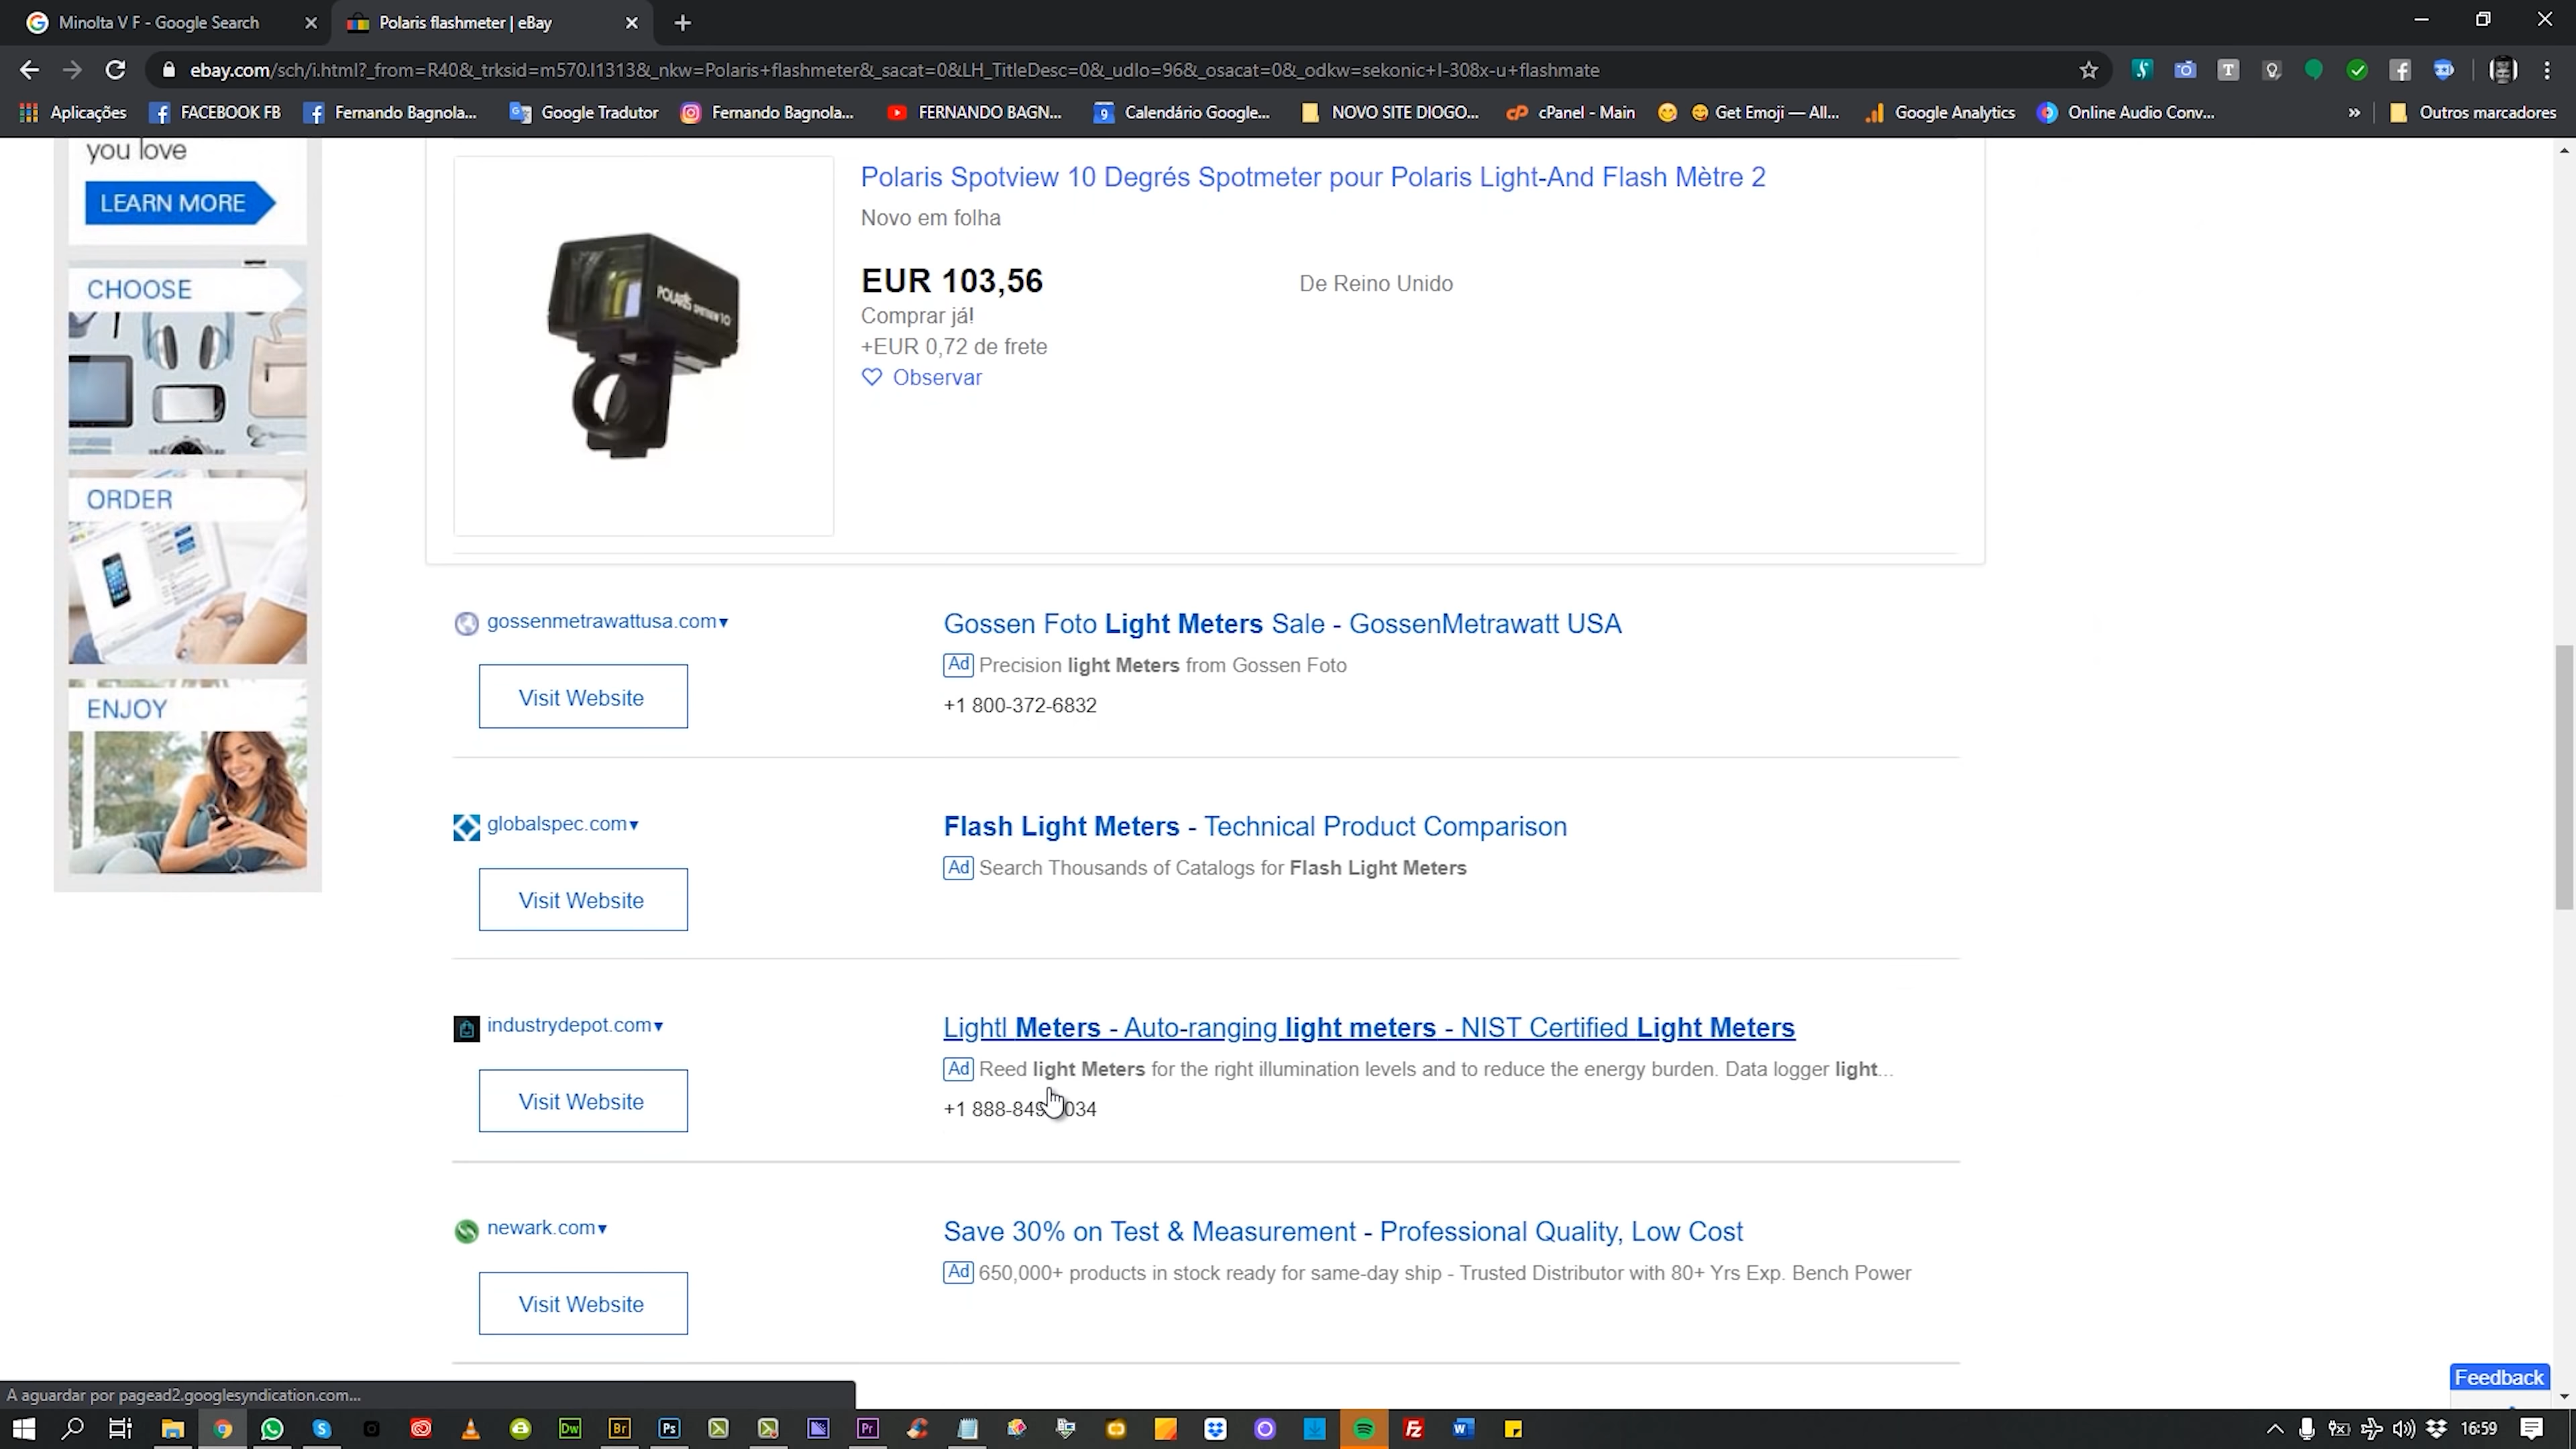 Minolta V F - Google Search
Polaris flashmeter | eBay
ebay.com/sch/i.html?_from=R40&_trksid=m570.l1313&_nkw=Polaris+flashmeter&_sacat=0&LH_TitleDesc=0&_udlo=96&_osacat=0&_odkw=sekonic+l-308x-u+flashmate
Aplicações
FACEBOOK FB
Fernando Bagnola...
Google Tradutor
Fernando Bagnola...
FERNANDO BAGN...
Calendário Google...
NOVO SITE DIOGO...
cPanel - Main
Get Emoji — All...
Google Analytics
Online Audio Conv...
Outros marcadores
you love
LEARN MORE
CHOOSE
ORDER
ENJOY
POLARIS SPOTVIEW 10
Polaris Spotview 10 Degrés Spotmeter pour Polaris Light-And Flash Mètre 2
Novo em folha
EUR 103,56
De Reino Unido
Comprar já!
+EUR 0,72 de frete
Observar
gossenmetrawattusa.com
Visit Website
Gossen Foto Light Meters Sale - GossenMetrawatt USA
Ad Precision light Meters from Gossen Foto
+1 800-372-6832
globalspec.com
Visit Website
Flash Light Meters - Technical Product Comparison
Ad Search Thousands of Catalogs for Flash Light Meters
industrydepot.com
Visit Website
Lightl Meters - Auto-ranging light meters - NIST Certified Light Meters
Ad Reed light Meters for the right illumination levels and to reduce the energy burden. Data logger light...
+1
newark.com
Visit Website
Save 30% on Test & Measurement - Professional Quality, Low Cost
Ad 650,000+ products in stock ready for same-day ship - Trusted Distributor with 80+ Yrs Exp. Bench Power
Feedback
A aguardar por pagead2.googlesyndication.com...
Dw
Br
Ps
Pr
16:59